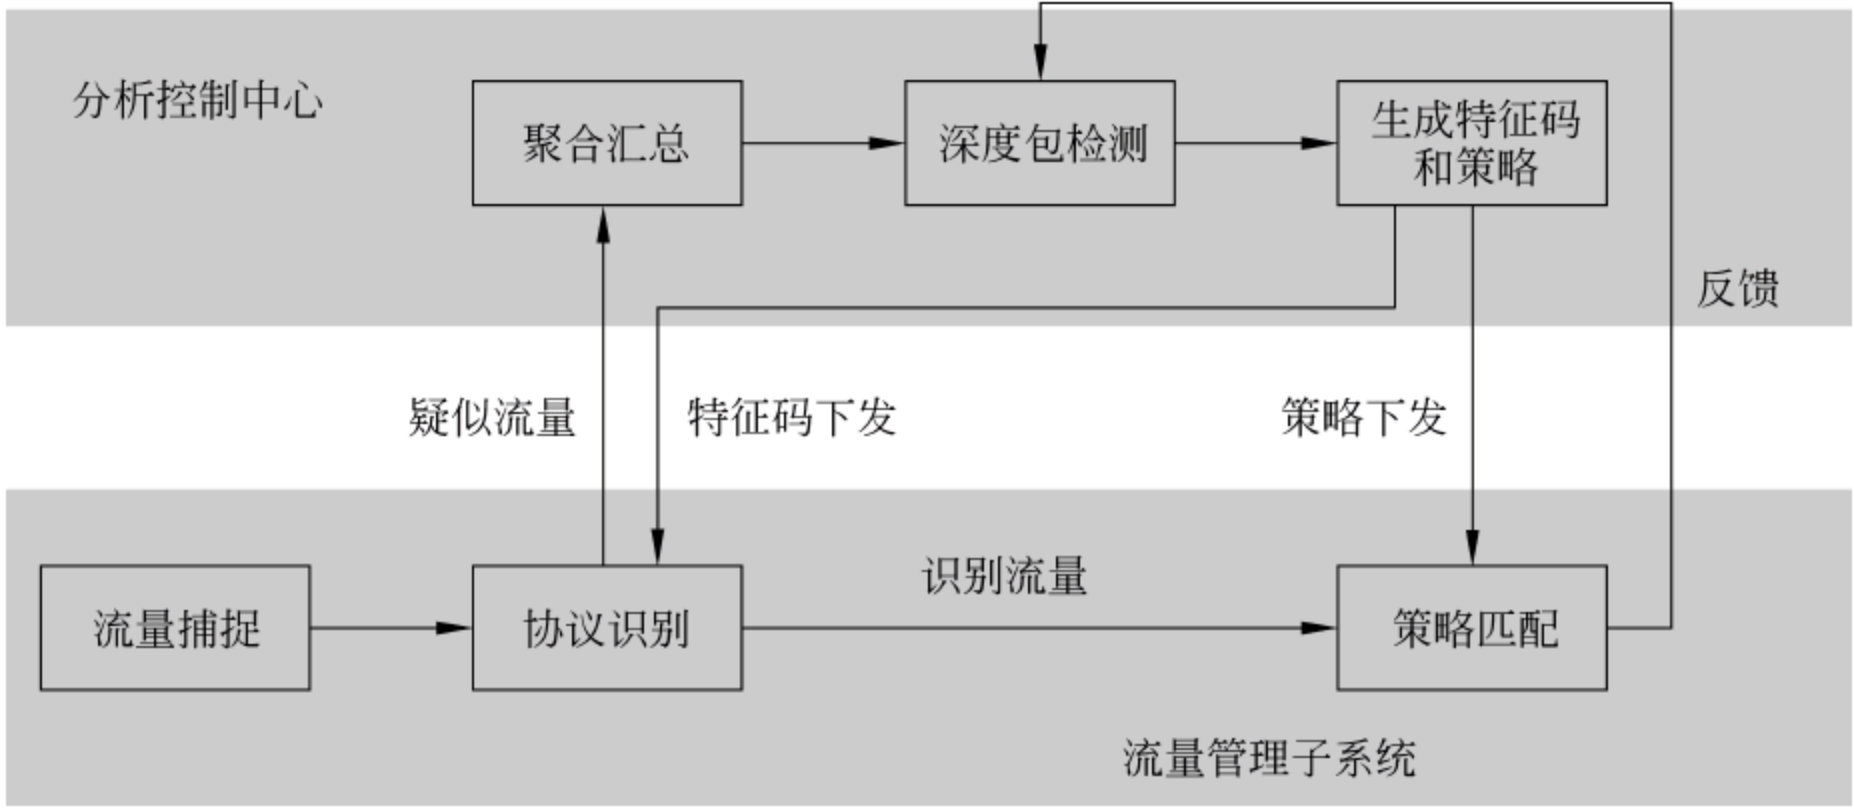 分析控制中心
聚合汇总
深度包检测
生成特征码
和策略
反馈
疑似流量
特征码下发
策略下发
识别流量
流量捕捉
协议识别
策略匹配
流量管理子系统